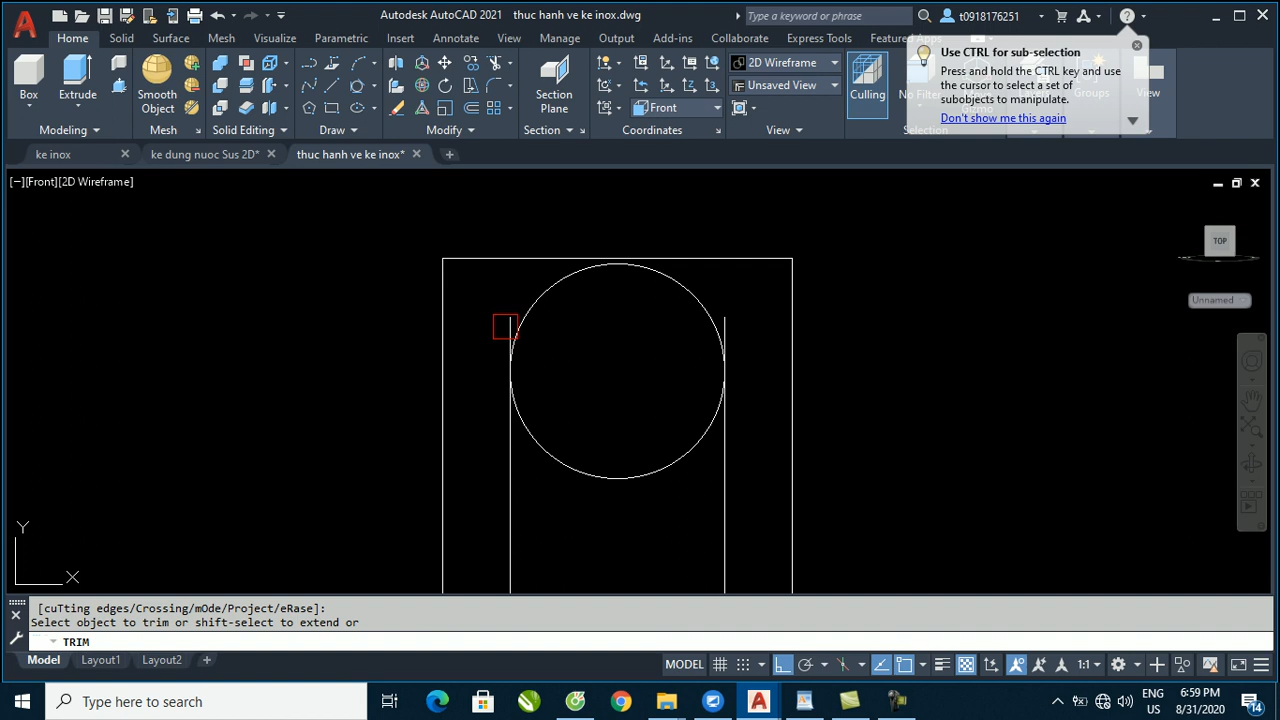 Autodesk AutoCAD 2021 thuc hanh ve ke inox.dwg
Type a keyword or phrase
t0918176251
Home Solid Surface Mesh Visualize Parametric Insert Annotate View Manage Output Add-ins Collaborate Express Tools Featured Apps
Box
Extrude
Smooth
Object
Section
Plane
2D Wireframe
Unsaved View
Front
Culling
No Filter
Gizmo
Groups
View
Modeling
Mesh
Solid Editing
Draw
Modify
Section
Coordinates
View
Selection
Use CTRL for sub-selection
Press and hold the CTRL key and use
the cursor to select a set of
subobjects to manipulate.
Don't show me this again
ke inox
ke dung nuoc Sus 2D*
thuc hanh ve ke inox*
[−][Front][2D Wireframe]
TOP
Unnamed
Y
X
[cuTting edges/Crossing/mOde/Project/eRase]:
Select object to trim or shift-select to extend or
TRIM
Model Layout1 Layout2
MODEL
1:1
Type here to search
ENG
US
6:59 PM
8/31/2020
14